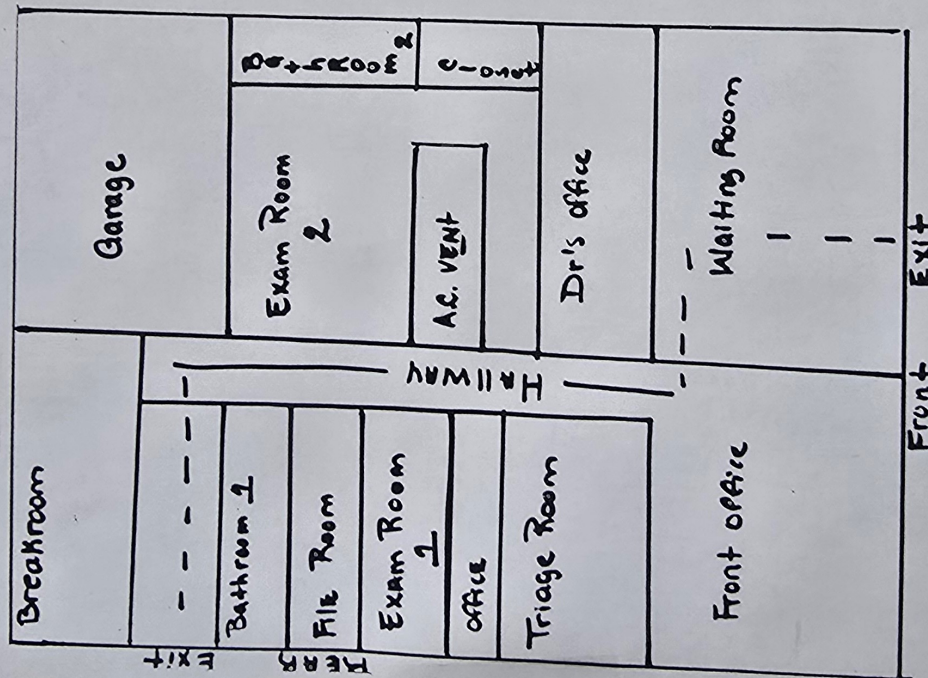 Breakroom
Garage
BathRoom 2
Closet
Exam Room
2
A.C. VENT
Dr's office
Waiting Room
HallWAY
Exit
REAR
Bathroom 1
File Room
Exam Room
1
office
Triage Room
Front office
Front Exit